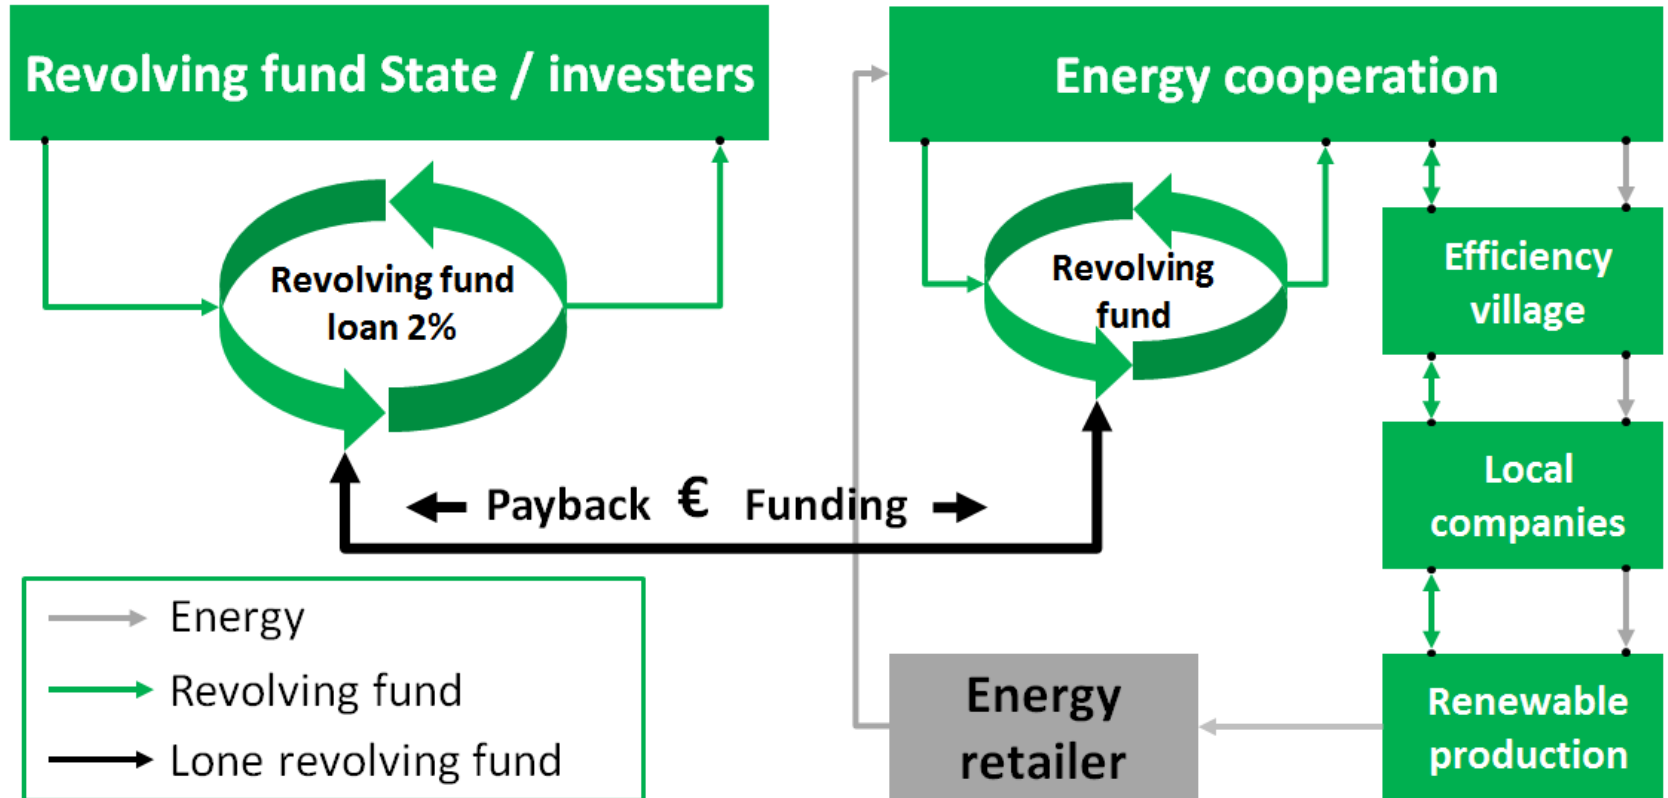 Revolving fund State / investers
Energy cooperation
Revolving fund
loan 2%
Revolving
fund
Efficiency
village
Local
companies
Payback € Funding
Energy
Revolving fund
Lone revolving fund
Energy
retailer
Renewable
production